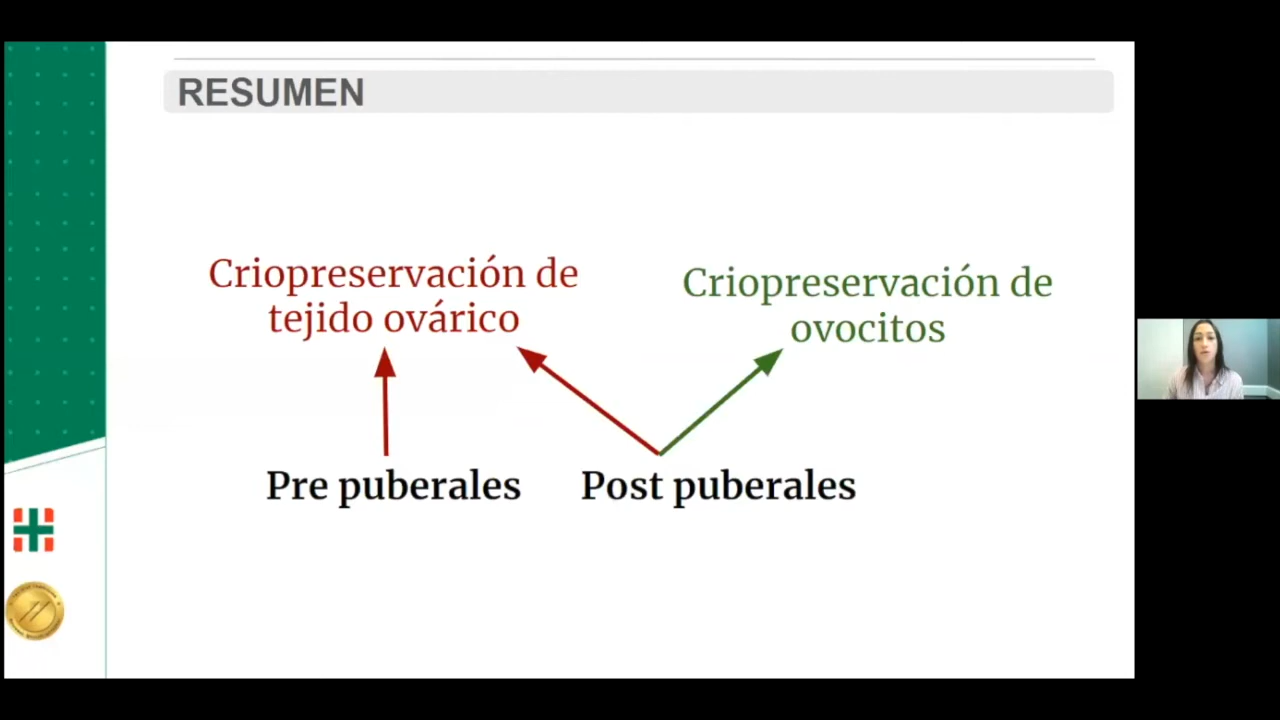 RESUMEN
Criopreservación de
tejido ovárico
Criopreservación de
ovocitos
Pre puberales
Post puberales